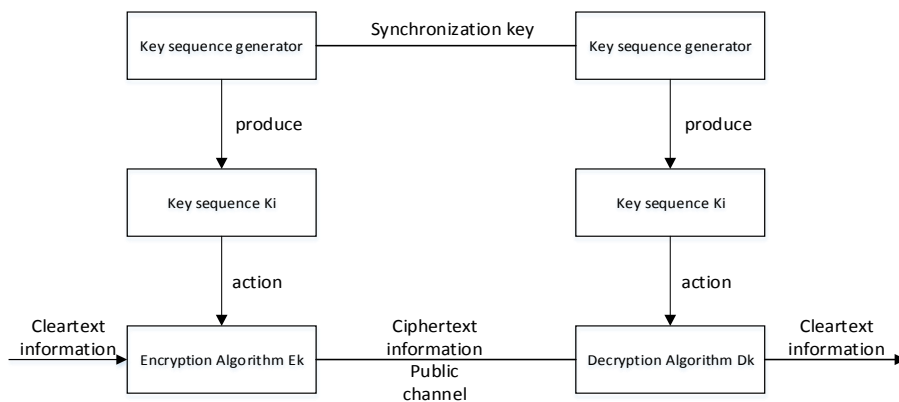 Synchronization key
Key sequence generator
Key sequence generator
produce
produce
Key sequence Ki
Key sequence Ki
action
action
Cleartext
information
Encryption Algorithm Ek
Ciphertext
information
Public
channel
Decryption Algorithm Dk
Cleartext
information